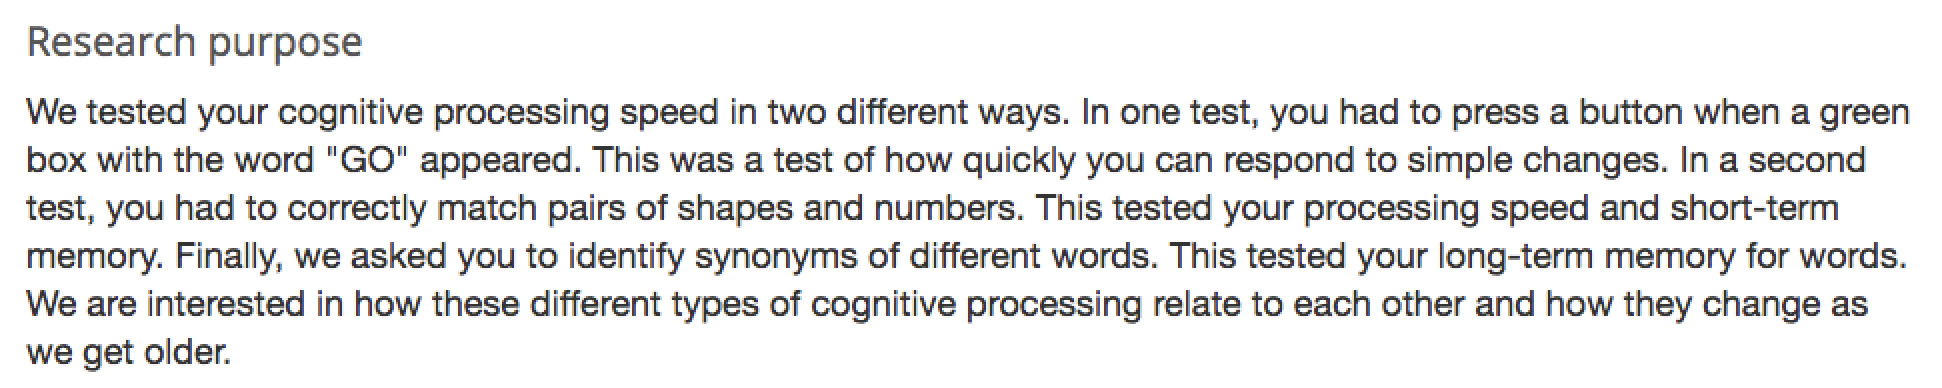 Research purpose
We tested your cognitive processing speed in two different ways. In one test, you had to press a button when a green
box with the word "GO" appeared. This was a test of how quickly you can respond to simple changes. In a second
test, you had to correctly match pairs of shapes and numbers. This tested your processing speed and short-term
memory. Finally, we asked you to identify synonyms of different words. This tested your long-term memory for words.
We are interested in how these different types of cognitive processing relate to each other and how they change as
we get older.